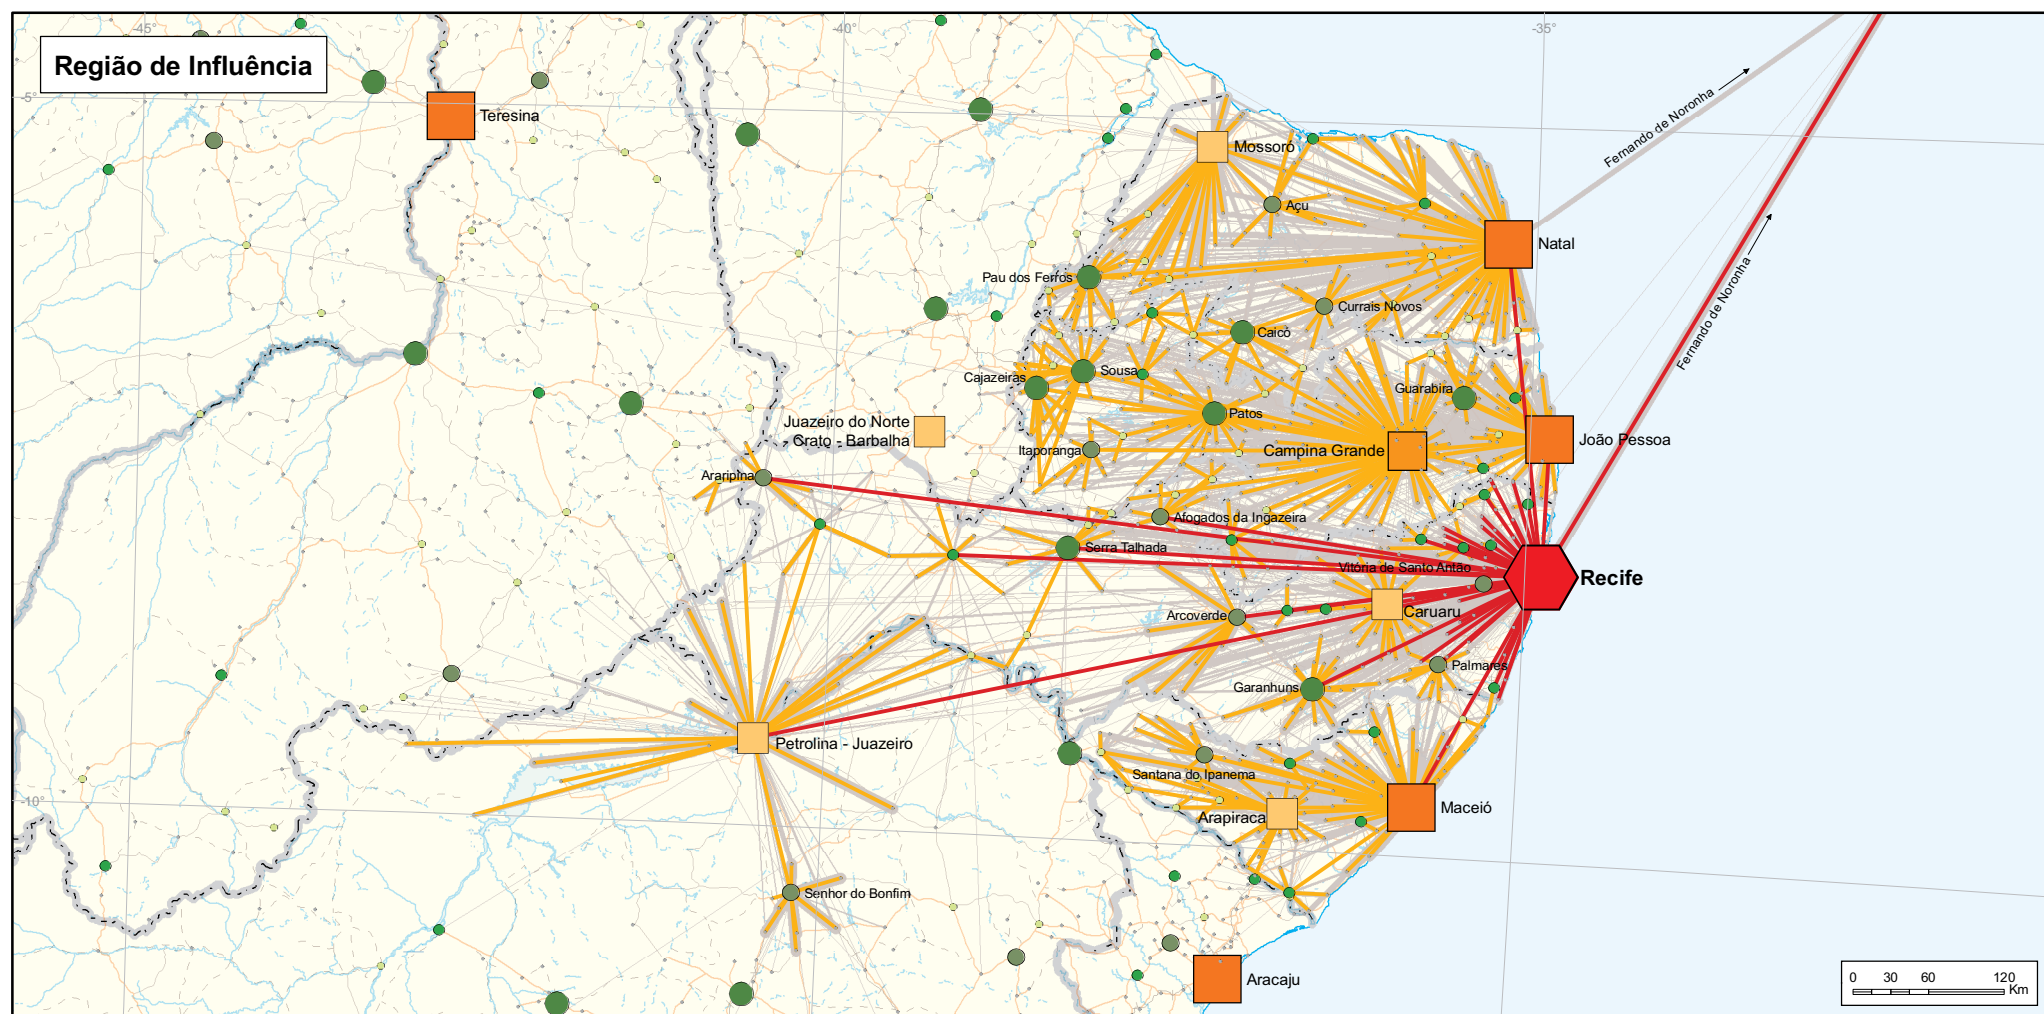 -45°
-40
-35°
Região de Influência
-5°
Teresina
Fernando de Noronha
Mossoró
Açu
Natal
Fernando de Noronha
Pau dos Ferros
Currais Novos
Caicó
Sousa
Cajazeiras
Guarabira
Patos
Juazeiro do Norte
Crato - Barbalha
João Pessoa
Campina Grande
Itaporanga
Araripina
Afogados da Ingazeira
Serra Talhada
Vitória de Santo Antão
Recife
Caruaru
Arcoverde
Palmares
Garanhuns
Petrolina - Juazeiro
Santana do Ipanema
-10°
Maceió
Arapiraca
Senhor do Bonfim
Aracaju
0 30 60 120
Km